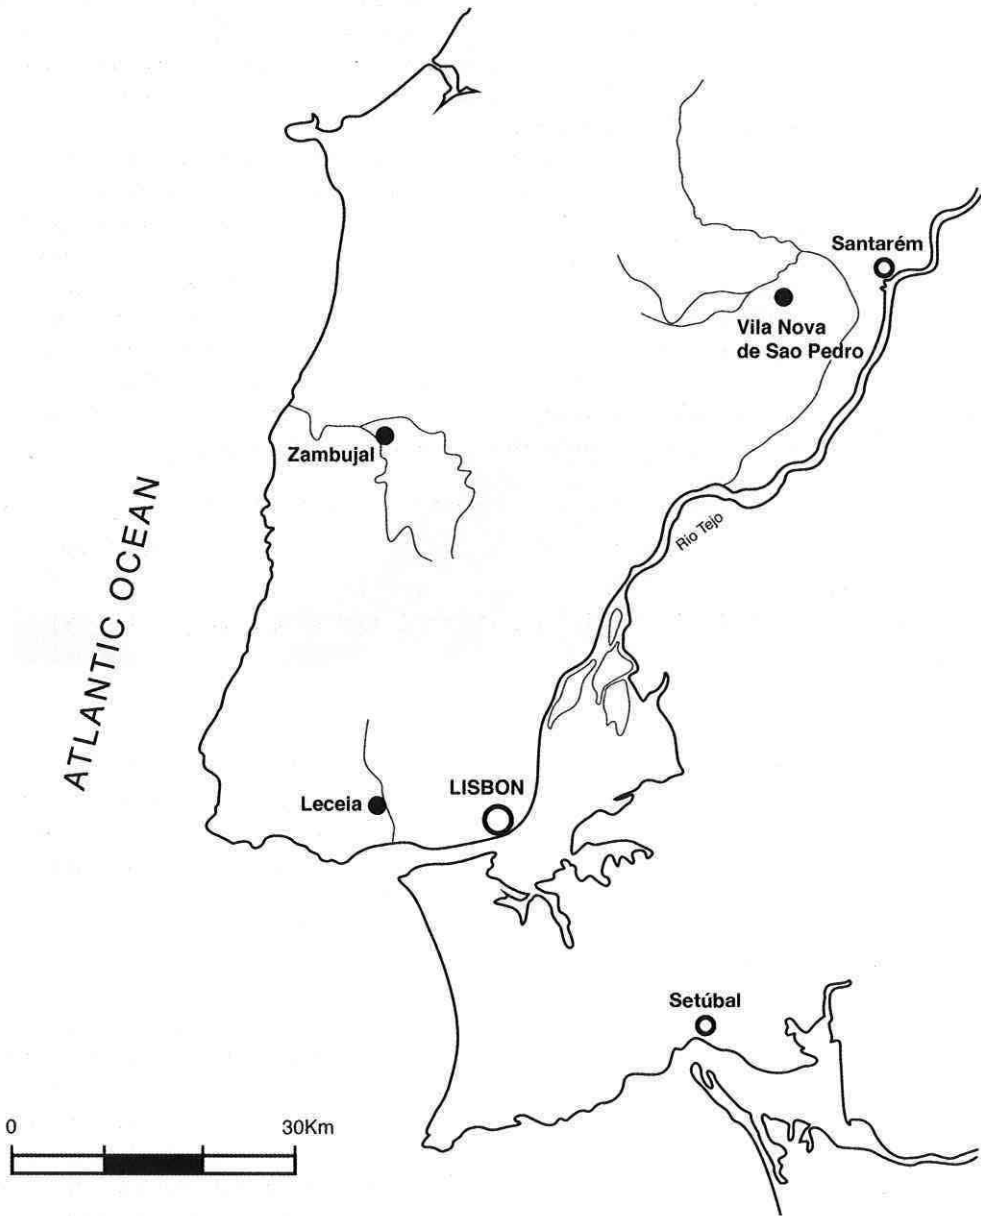 Santarém
Vila Nova
de Sao Pedro
Zambujal
Rio Tejo
ATLANTIC OCEAN
LISBON
Leceia
Setúbal
0
30Km